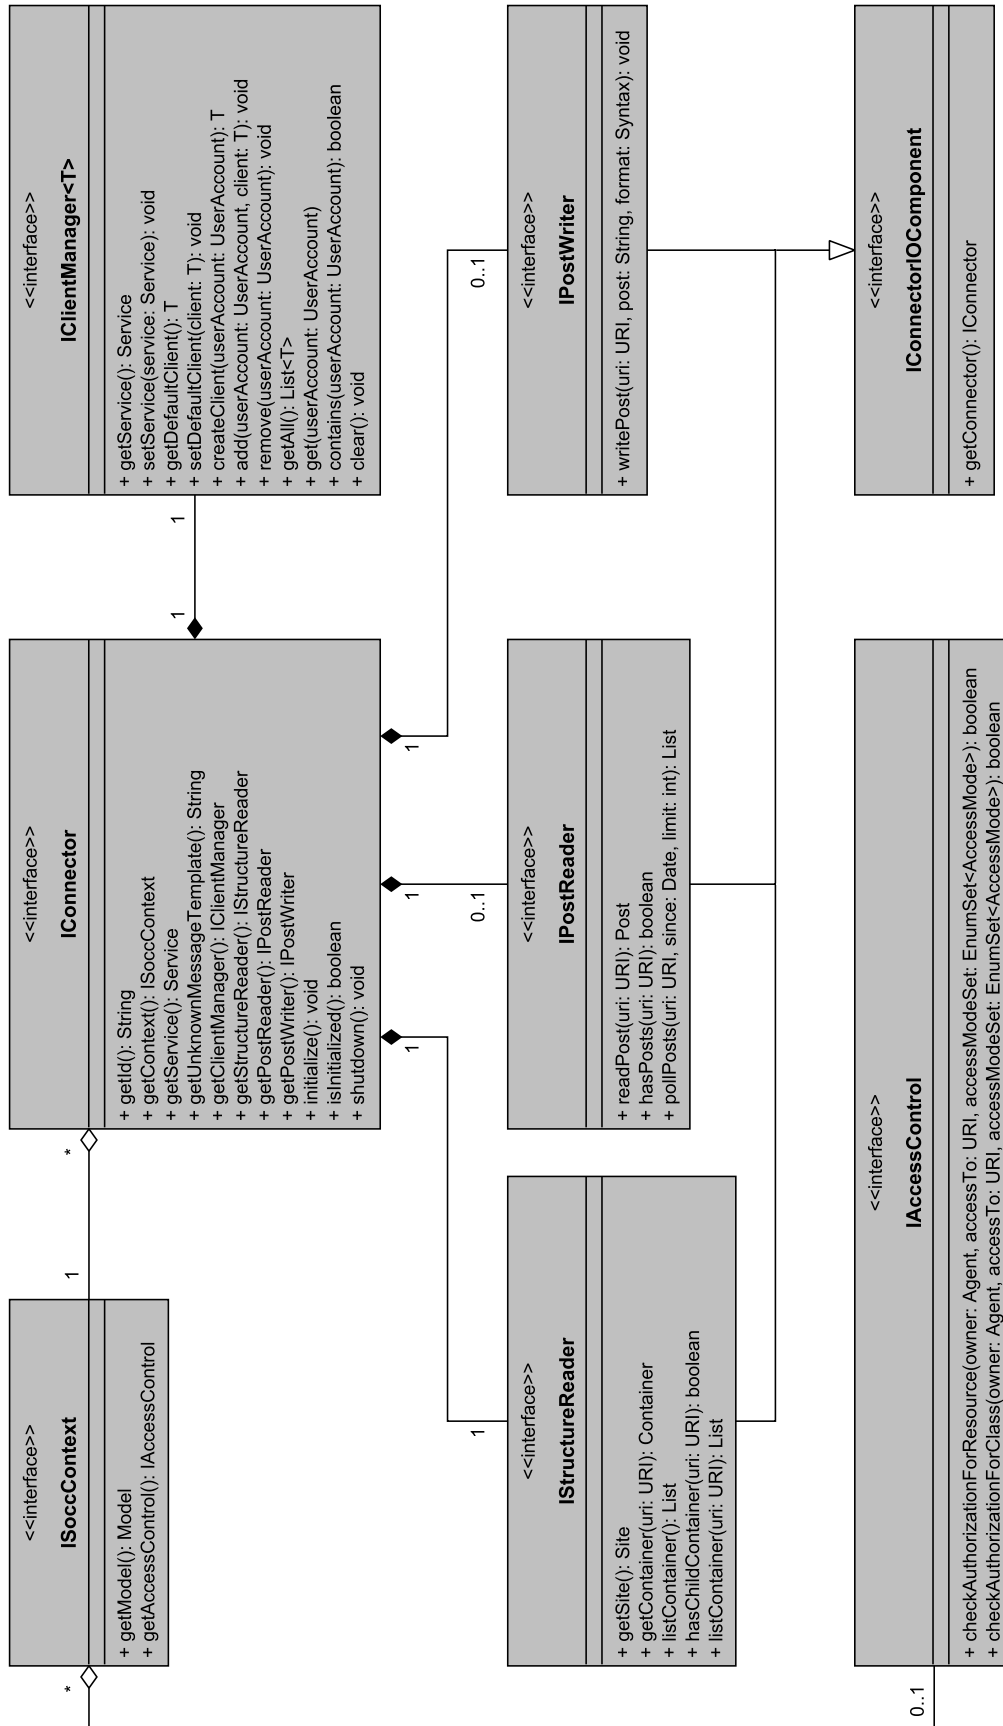 <<interface>>
ISoccContext
+ getModel(): Model
+ getAccessControl(): IAccessControl
*
1
*
<<interface>>
IConnector
+ getId(): String
+ getContext(): ISoccContext
+ getService(): Service
+ getUnknownMessageTemplate(): String
+ getClientManager(): IClientManager
+ getStructureReader(): IStructureReader
+ getPostReader(): IPostReader
+ getPostWriter(): IPostWriter
+ initialize(): void
+ isInitialized(): boolean
+ shutdown(): void
1
1
<<interface>>
IClientManager<T>
+ getService(): Service
+ setService(service: Service): void
+ getDefaultClient(): T
+ setDefaultClient(client: T): void
+ createClient(userAccount: UserAccount): T
+ add(userAccount: UserAccount, client: T): void
+ remove(userAccount: UserAccount): void
+ getAll(): List<T>
+ get(userAccount: UserAccount)
+ contains(userAccount: UserAccount): boolean
+ clear(): void
1
1
1
1
0..1
0..1
<<interface>>
IStructureReader
+ getSite(): Site
+ getContainer(uri: URI): Container
+ listContainer(): List
+ hasChildContainer(uri: URI): boolean
+ listContainer(uri: URI): List
<<interface>>
IPostReader
+ readPost(uri: URI): Post
+ hasPosts(uri: URI): boolean
+ pollPosts(uri: URI, since: Date, limit: int): List
<<interface>>
IPostWriter
+ writePost(uri: URI, post: String, format: Syntax): void
0..1
<<interface>>
IAccessControl
+ checkAuthorizationForResource(owner: Agent, accessTo: URI, accessModeSet: EnumSet<AccessMode>): boolean
+ checkAuthorizationForClass(owner: Agent, accessTo: URI, accessModeSet: EnumSet<AccessMode>): boolean
<<interface>>
IConnectorIOComponent
+ getConnector(): IConnector